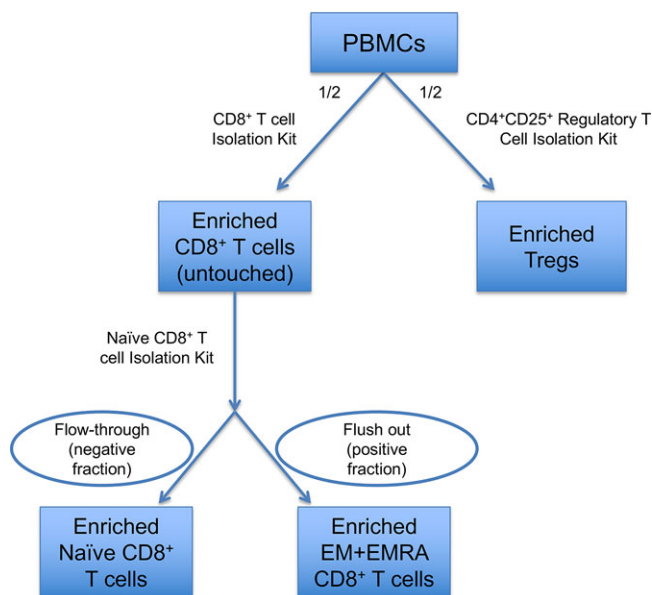 PBMCs
1/2
1/2
CD8⁺ T cell
Isolation Kit
CD4⁺CD25⁺ Regulatory T
Cell Isolation Kit
Enriched
CD8⁺ T cells
(untouched)
Enriched
Tregs
Naïve CD8⁺ T
cell Isolation Kit
Flow-through
(negative
fraction)
Flush out
(positive
fraction)
Enriched
Naïve CD8⁺
T cells
Enriched
EM+EMRA
CD8⁺ T cells